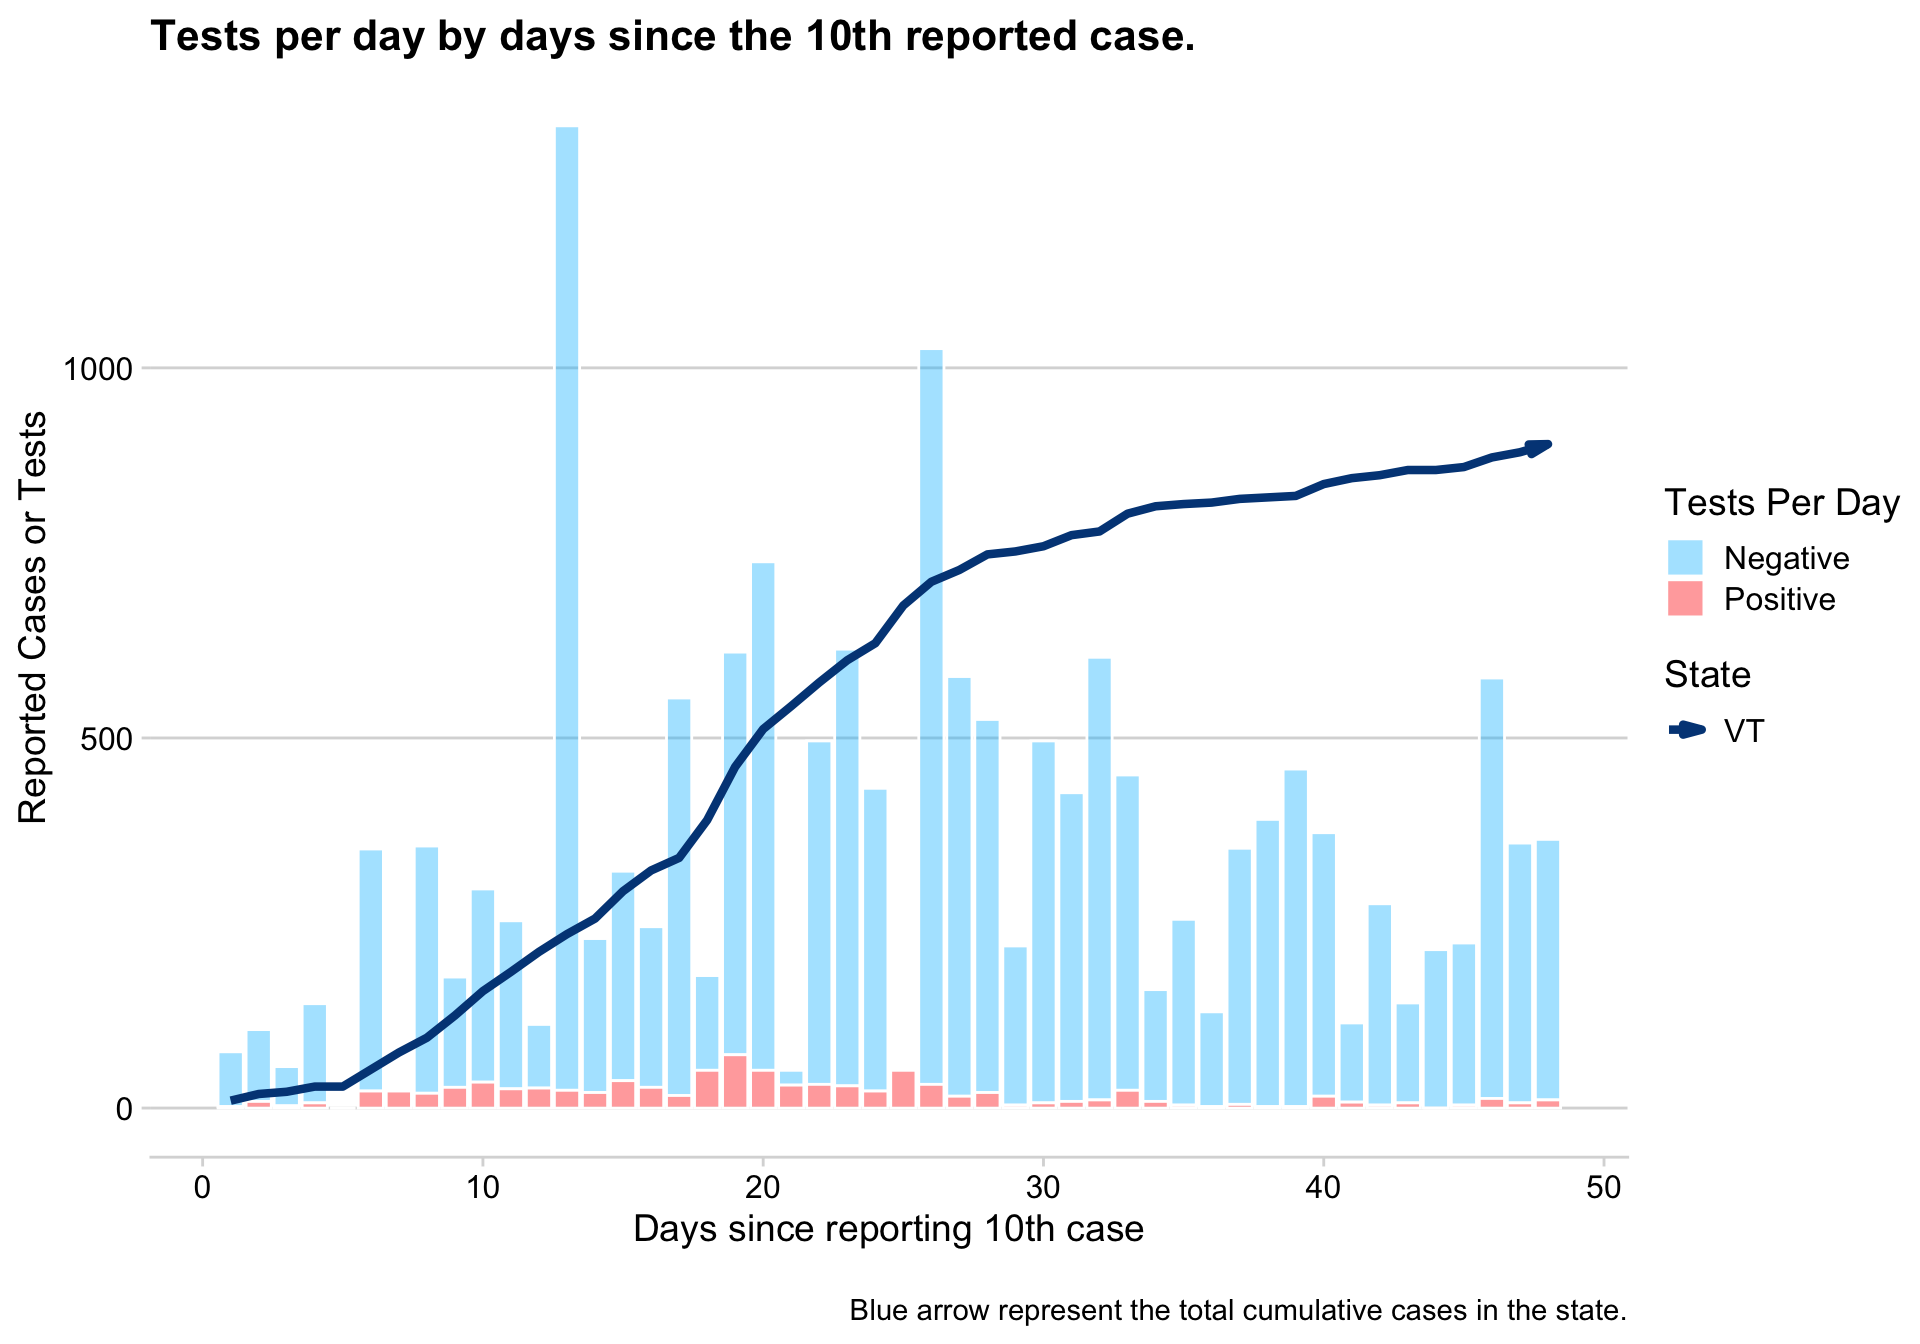 Tests per day by days since the 10th reported case.
1000
500
0
Reported Cases or Tests
0 10 20 30 40 50
Days since reporting 10th case
Tests Per Day
Negative
Positive
State
VT
Blue arrow represent the total cumulative cases in the state.